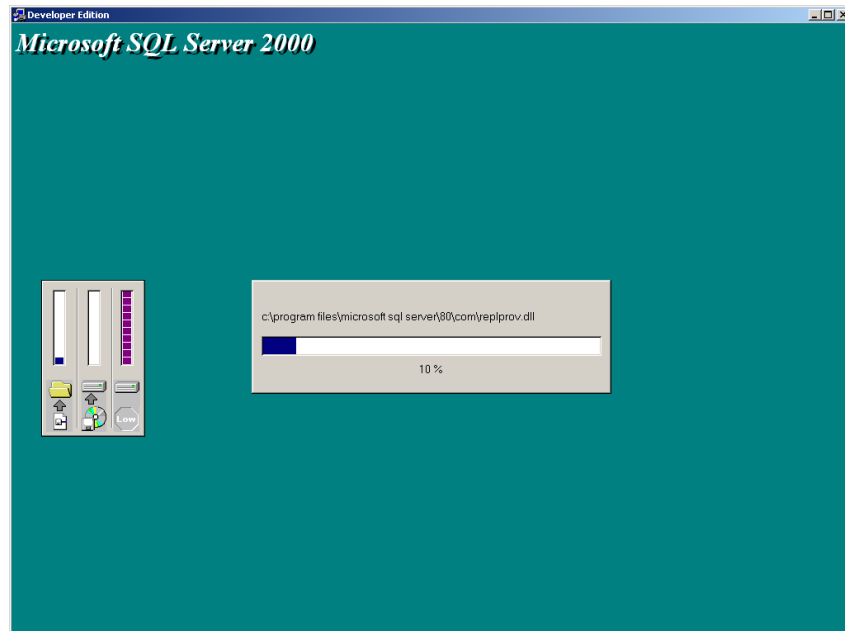 Developer Edition
Microsoft SQL Server 2000
c:\program files\microsoft sql server\80\com\replprov.dll
10 %
Low